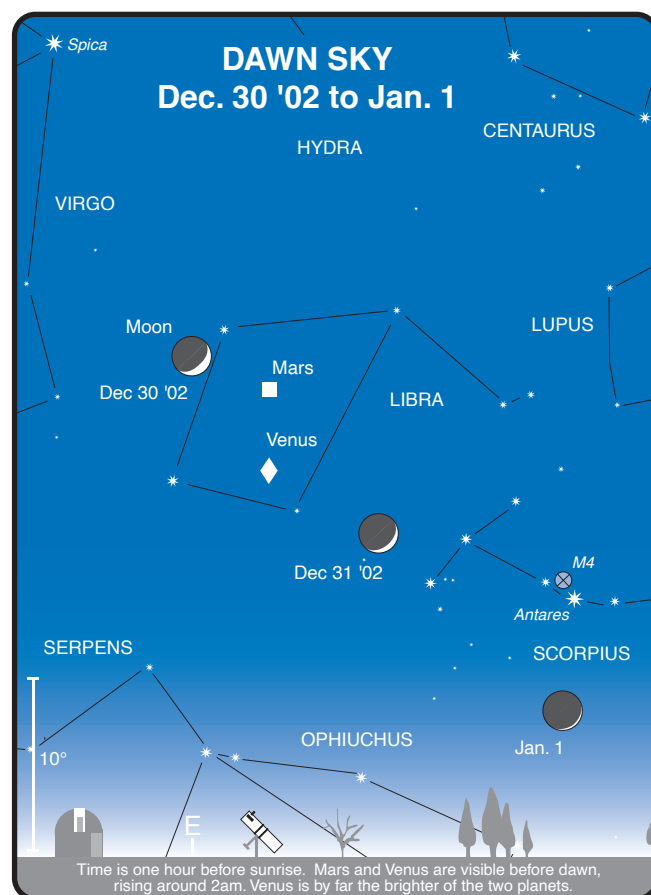 Spica
DAWN SKY
Dec. 30 '02 to Jan. 1
CENTAURUS
HYDRA
VIRGO
Moon
LUPUS
Mars
Dec 30 '02
LIBRA
Venus
Dec 31 '02
M4
Antares
SERPENS
SCORPIUS
OPHIUCHUS
Jan. 1
10°
E
Time is one hour before sunrise. Mars and Venus are visible before dawn,
rising around 2am. Venus is by far the brighter of the two planets.